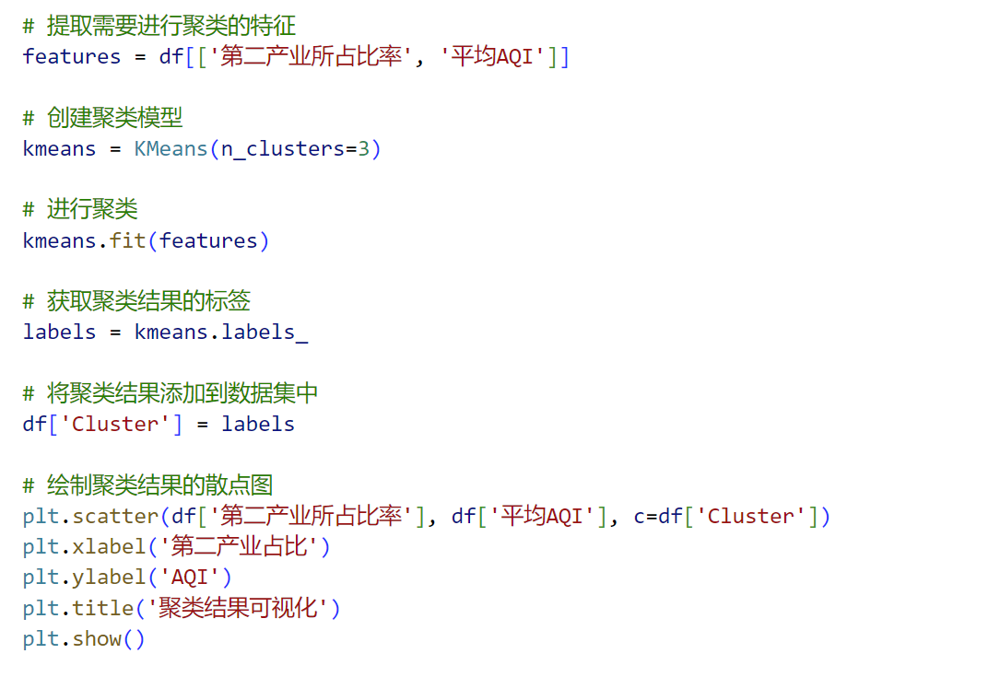 # 提取需要进行聚类的特征
features = df[['第二产业所占比率', '平均AQI']]
# 创建聚类模型
kmeans = KMeans(n_clusters=3)
# 进行聚类
kmeans.fit(features)
# 获取聚类结果的标签
labels = kmeans.labels_
# 将聚类结果添加到数据集中
df['Cluster'] = labels
# 绘制聚类结果的散点图
plt.scatter(df['第二产业所占比率'], df['平均AQI'], c=df['Cluster'])
plt.xlabel('第二产业占比')
plt.ylabel('AQI')
plt.title('聚类结果可视化')
plt.show()